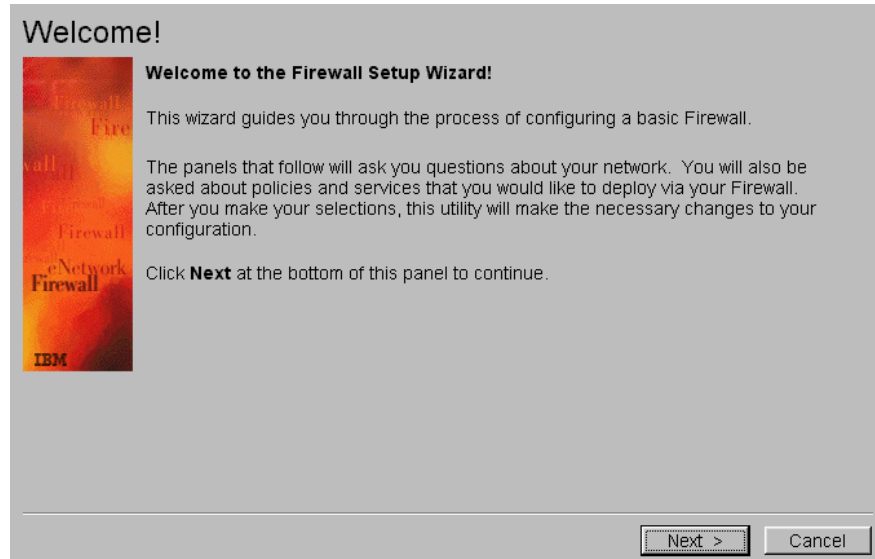 Welcome!
Welcome to the Firewall Setup Wizard!
This wizard guides you through the process of configuring a basic Firewall.
The panels that follow will ask you questions about your network. You will also be
asked about policies and services that you would like to deploy via your Firewall.
After you make your selections, this utility will make the necessary changes to your
configuration.
Click Next at the bottom of this panel to continue.
Firewall
Fire
wall
Firewall
Firewall
eNetwork
Firewall
IBM
Next >
Cancel